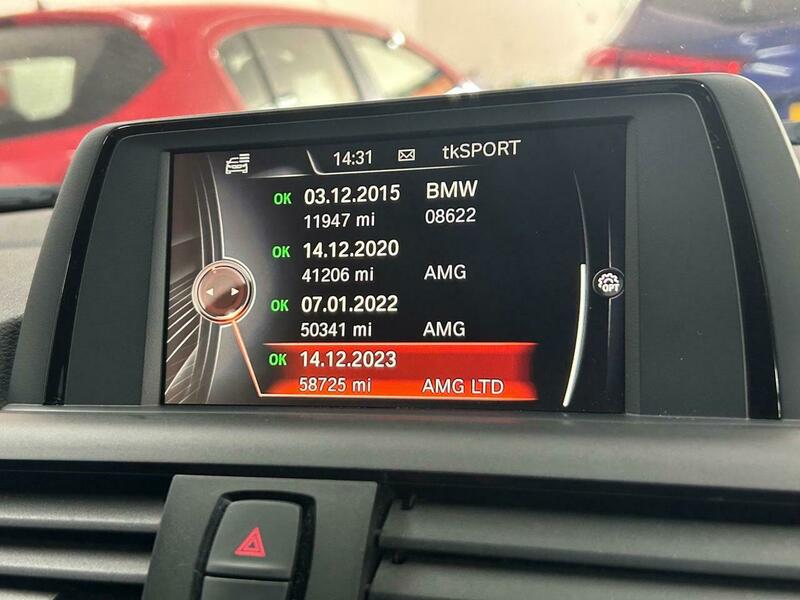 14:31 tkSPORT
OK 03.12.2015 BMW
11947 mi 08622
OK 14.12.2020
41206 mi AMG
OK 07.01.2022
50341 mi AMG
OK 14.12.2023
58725 mi AMG LTD
OPT